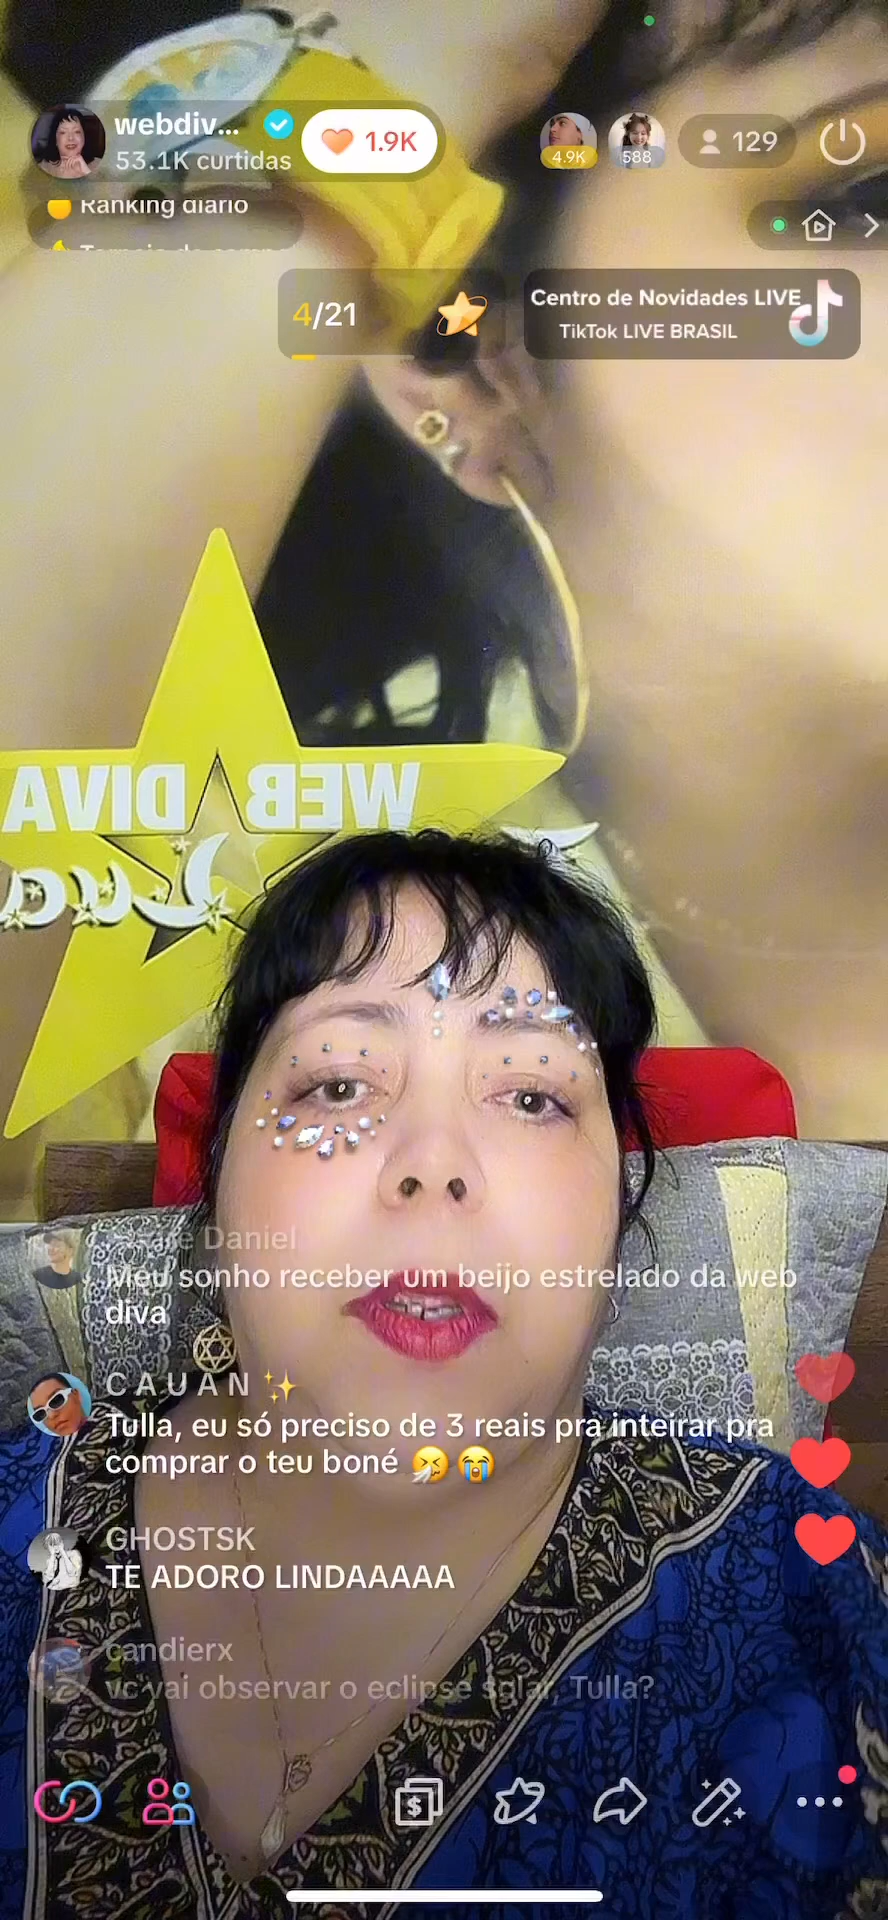 webdiv...
1.9K
53.1K curtidas
4.9K
588
129
Ranking diário
4/21
Centro de Novidades LIVE
TikTok LIVE BRASIL
WEB DIVA
Lua
Daniel
Meu sonho receber um beijo estrelado da web
diva
C A U A N
Tulla, eu só preciso de 3 reais pra inteirar pra
comprar o teu boné
GHOSTSK
TE ADORO LINDAAAAA
candierx
vc vai observar o eclipse solar, Tulla?